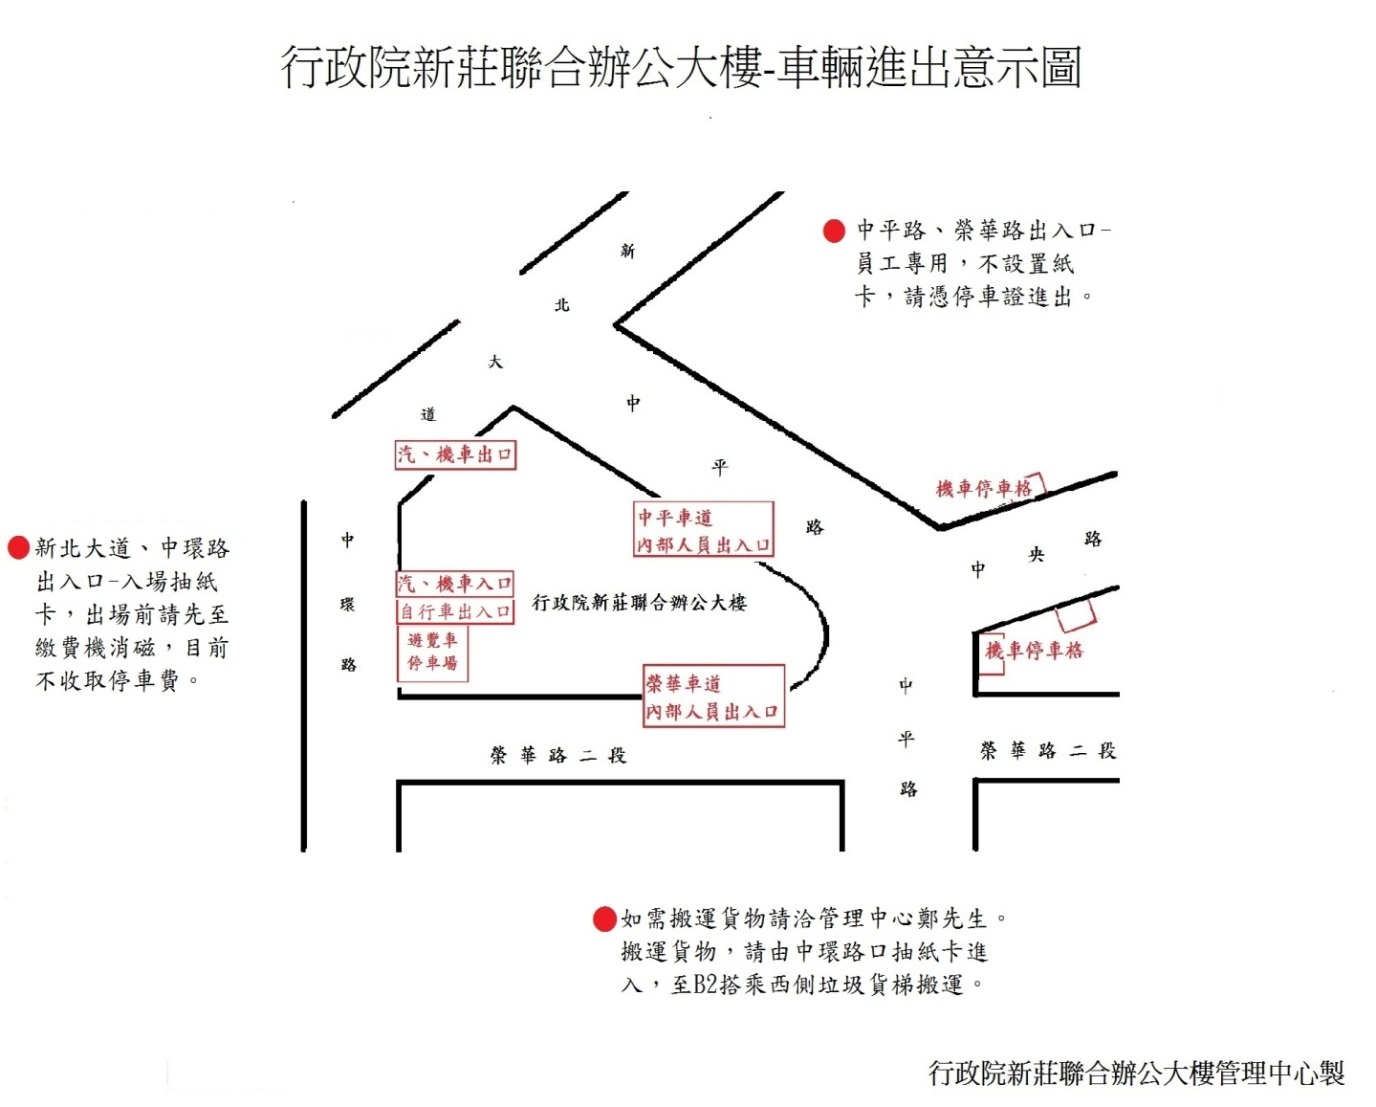 行政院新莊聯合辦公大樓-車輛進出意示圖
中平路、榮華路出入口-
員工專用，不設置紙
卡，請憑停車證進出。
新北大道
中平路
汽、機車出口
機車停車格
中平車道
內部人員出入口
中央路
新北大道、中環路
出入口-入場抽紙
卡，出場前請先至
繳費機消磁，目前
不收取停車費。
中環路
汽、機車入口
自行車出入口
遊覽車
停車場
行政院新莊聯合辦公大樓
機車停車格
榮華車道
內部人員出入口
中平路
榮華路二段
榮華路二段
如需搬運貨物請洽管理中心鄭先生。
搬運貨物，請由中環路口抽紙卡進
入，至B2搭乘西側垃圾貨梯搬運。
行政院新莊聯合辦公大樓管理中心製